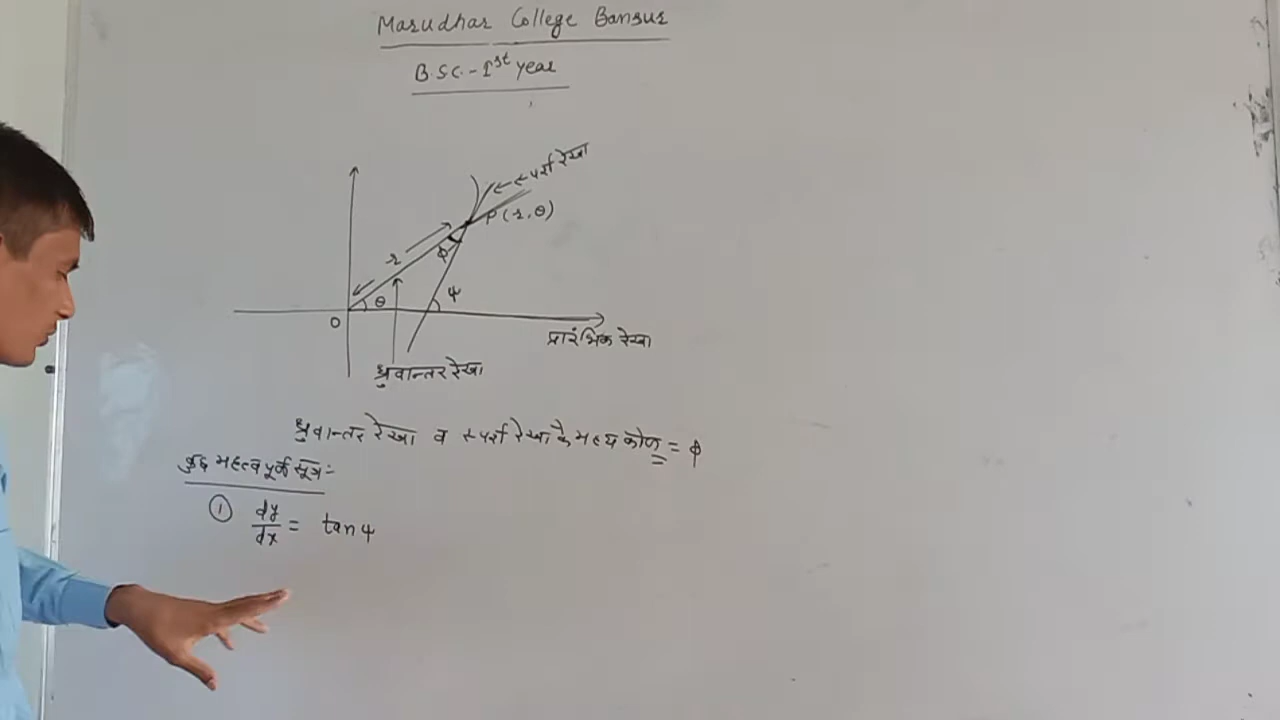 Marudhar College Bansur
B.SC.-1st year
← स्पर्श रेखा
P(r,θ)
r
φ
θ
ψ
O
प्रारंभिक रेखा
ध्रुवान्तर रेखा
ध्रुवान्तर रेखा व स्पर्श रेखा के मध्य कोण = φ
कुछ महत्वपूर्ण सूत्र:-
① dy/dx = tan ψ